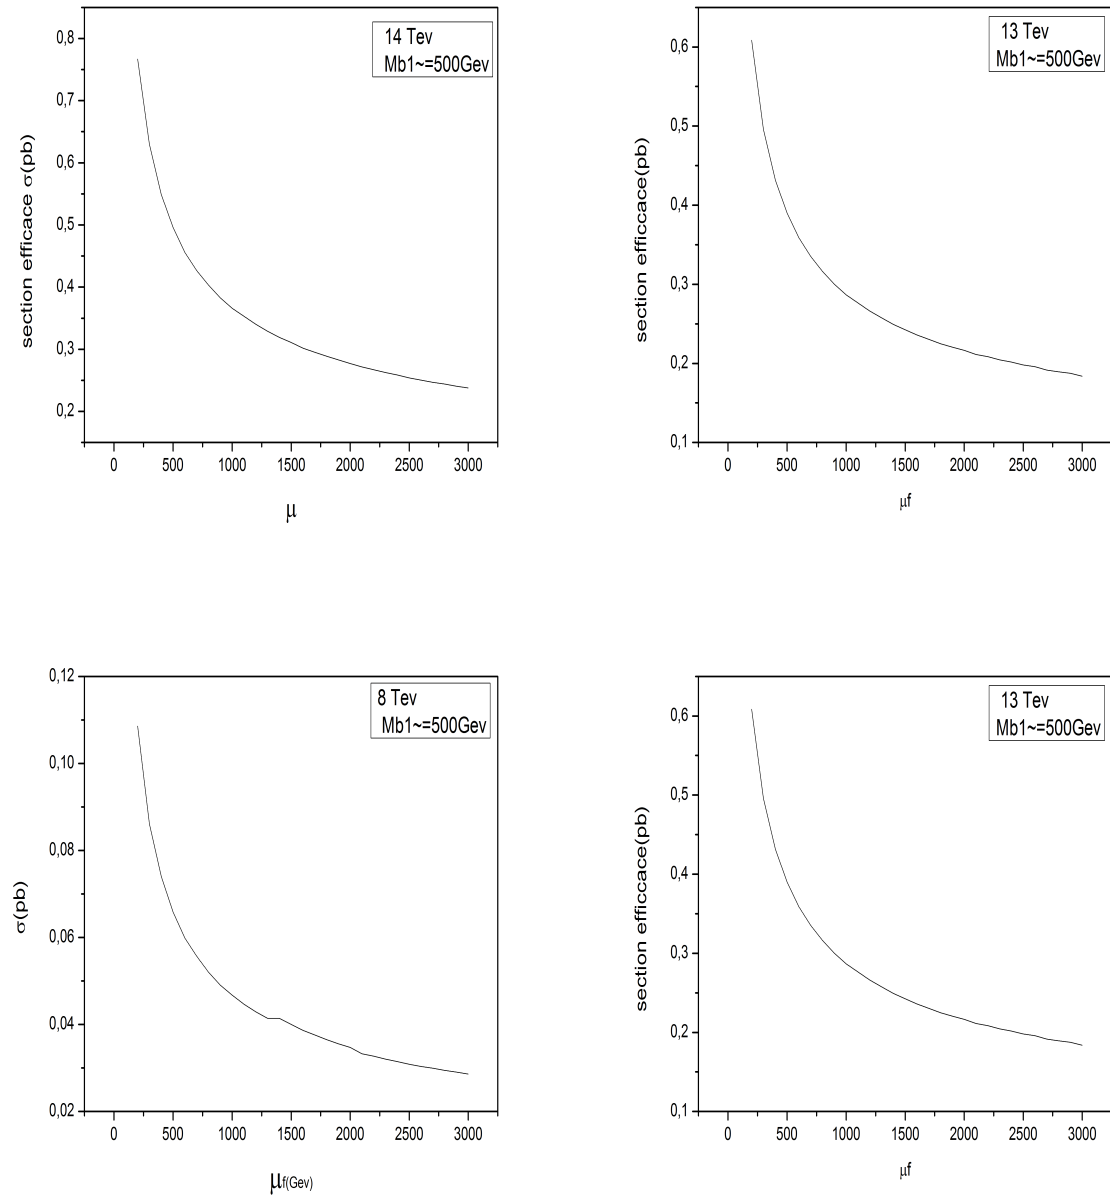 14 Tev
Mb1~=500Gev
section efficace σ(pb)
0,8
0,7
0,6
0,5
0,4
0,3
0,2
0 500 1000 1500 2000 2500 3000
μ
13 Tev
Mb1~=500Gev
section efficcace(pb)
0,6
0,5
0,4
0,3
0,2
0,1
0 500 1000 1500 2000 2500 3000
μf
8 Tev
Mb1~=500Gev
σ(pb)
0,12
0,10
0,08
0,06
0,04
0,02
0 500 1000 1500 2000 2500 3000
μf(Gev)
13 Tev
Mb1~=500Gev
section efficcace(pb)
0,6
0,5
0,4
0,3
0,2
0,1
0 500 1000 1500 2000 2500 3000
μf